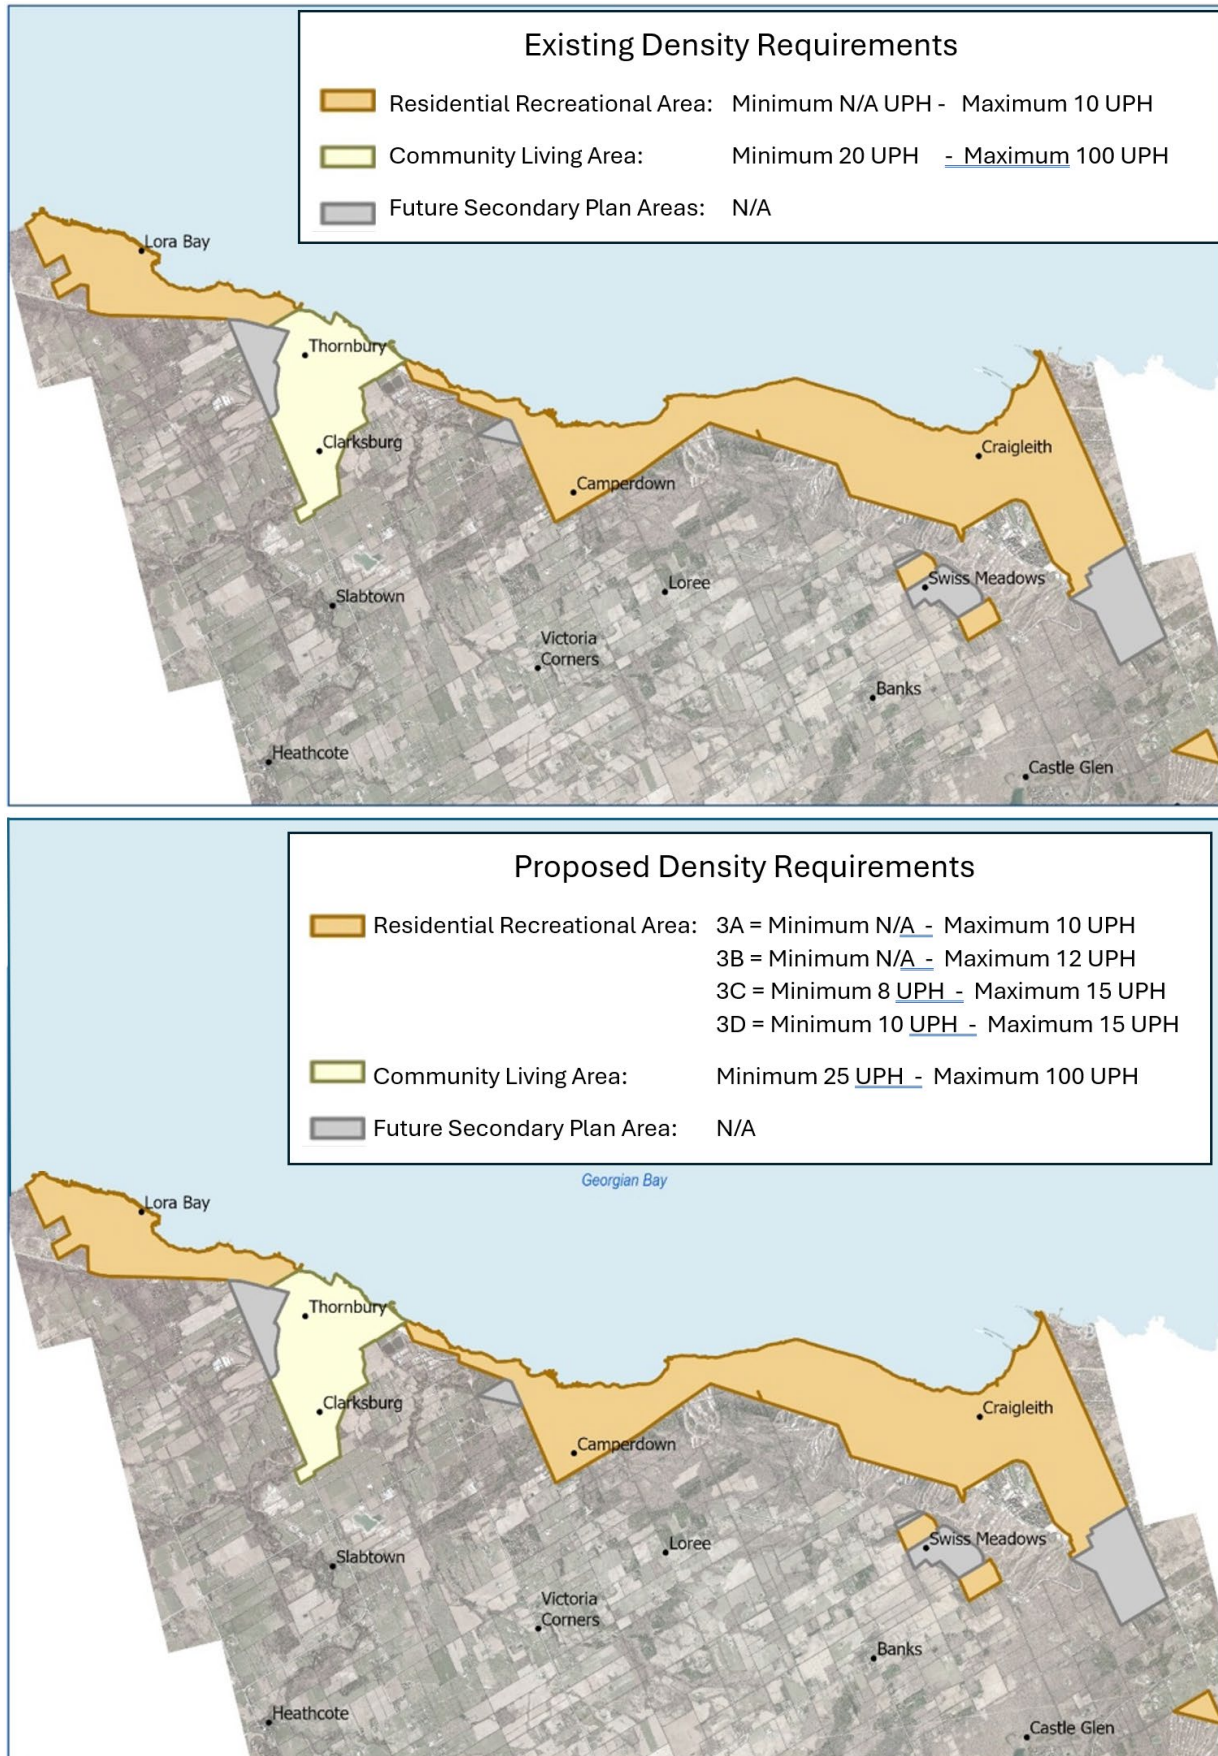 Existing Density Requirements
Residential Recreational Area: Minimum N/A UPH - Maximum 10 UPH
Community Living Area: Minimum 20 UPH - Maximum 100 UPH
Future Secondary Plan Areas: N/A
Lora Bay
Thornbury
Clarksburg
Craigleith
Camperdown
Swiss Meadows
Loree
Slabtown
Victoria
Corners
Banks
Heathcote
Castle Glen
Proposed Density Requirements
Residential Recreational Area: 3A = Minimum N/A - Maximum 10 UPH
3B = Minimum N/A - Maximum 12 UPH
3C = Minimum 8 UPH - Maximum 15 UPH
3D = Minimum 10 UPH - Maximum 15 UPH
Community Living Area: Minimum 25 UPH - Maximum 100 UPH
Future Secondary Plan Area: N/A
Georgian Bay
Lora Bay
Thornbury
Clarksburg
Craigleith
Camperdown
Swiss Meadows
Loree
Slabtown
Victoria
Corners
Banks
Heathcote
Castle Glen